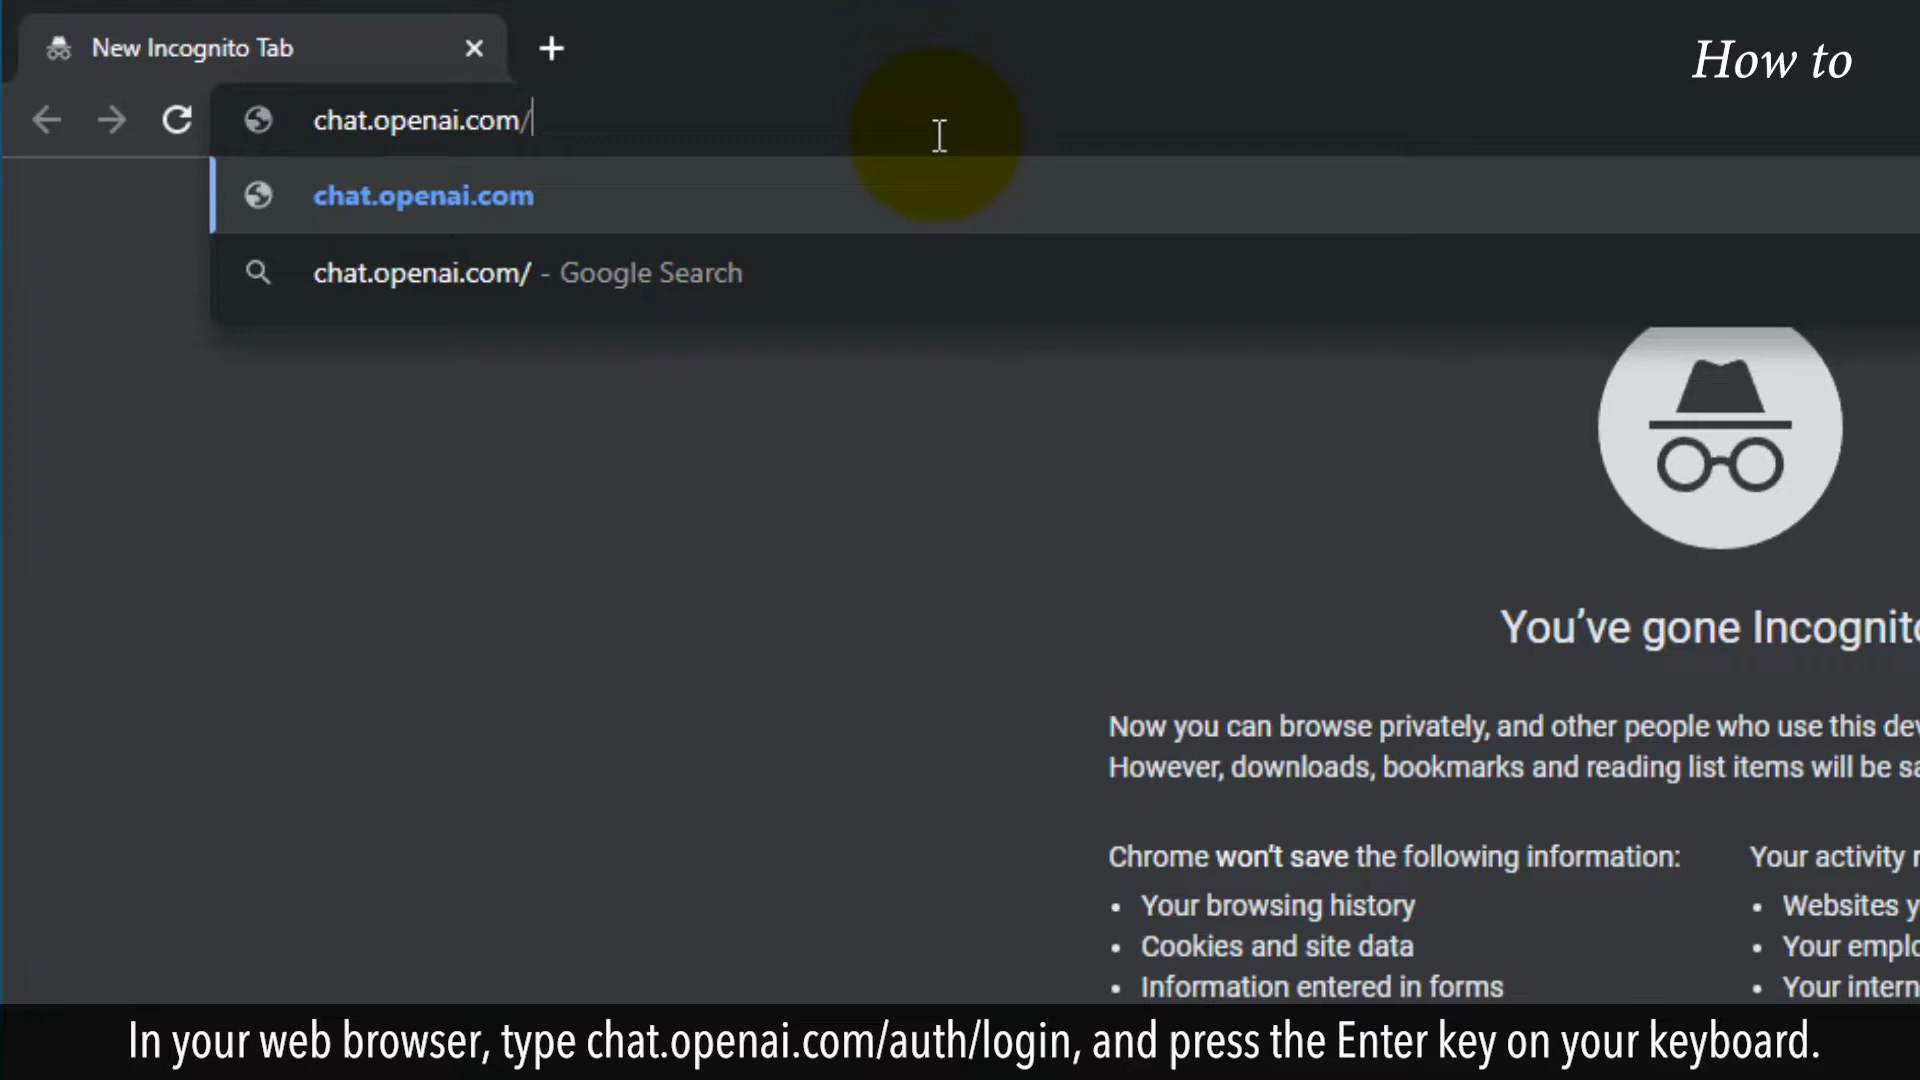 New Incognito Tab
How to
chat.openai.com/
chat.openai.com
chat.openai.com/ - Google Search
You've gone Incognito
Now you can browse privately, and other people who use this dev
However, downloads, bookmarks and reading list items will be sa
Chrome won't save the following information:
Your browsing history
Cookies and site data
Information entered in forms
Your activity
Websites y
Your emplo
Your intern
In your web browser, type chat.openai.com/auth/login, and press the Enter key on your keyboard.